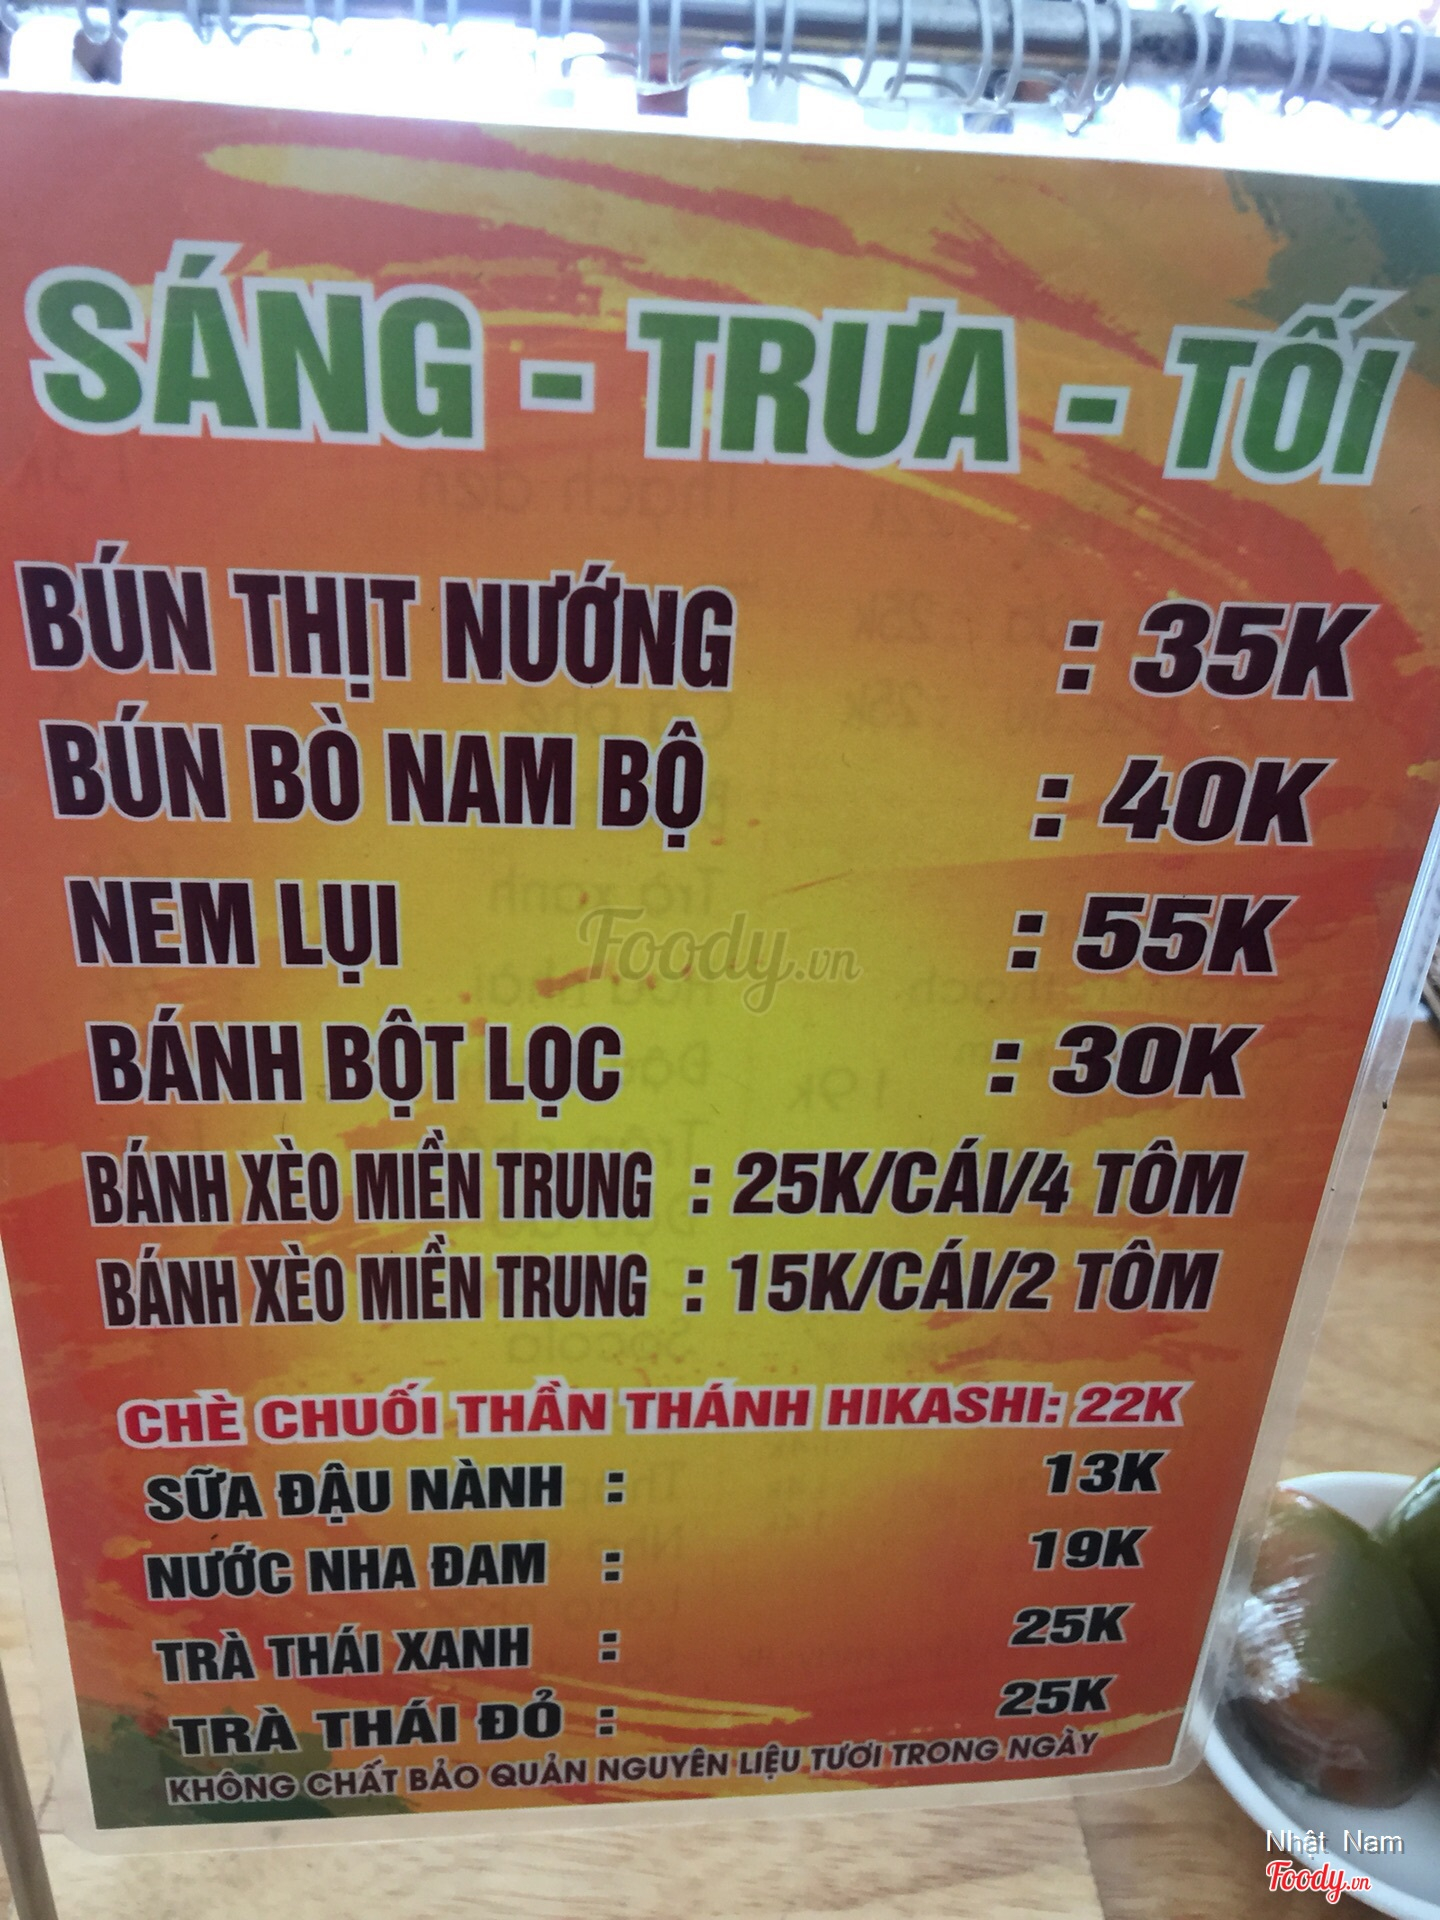 SÁNG - TRƯA - TỐI
BÚN THỊT NƯỚNG : 35K
BÚN BÒ NAM BỘ : 40K
NEM LỤI : 55K
BÁNH BỘT LỌC : 30K
BÁNH XÈO MIỀN TRUNG : 25K/CÁI/4 TÔM
BÁNH XÈO MIỀN TRUNG : 15K/CÁI/2 TÔM
CHÈ CHUỐI THẦN THÁNH HIKASHI: 22K
SỮA ĐẬU NÀNH : 13K
NƯỚC NHA ĐAM : 19K
TRÀ THÁI XANH : 25K
TRÀ THÁI ĐỎ : 25K
KHÔNG CHẤT BẢO QUẢN NGUYÊN LIỆU TƯƠI TRONG NGÀY
Foody.vn
Nhật Nam
Foody.vn